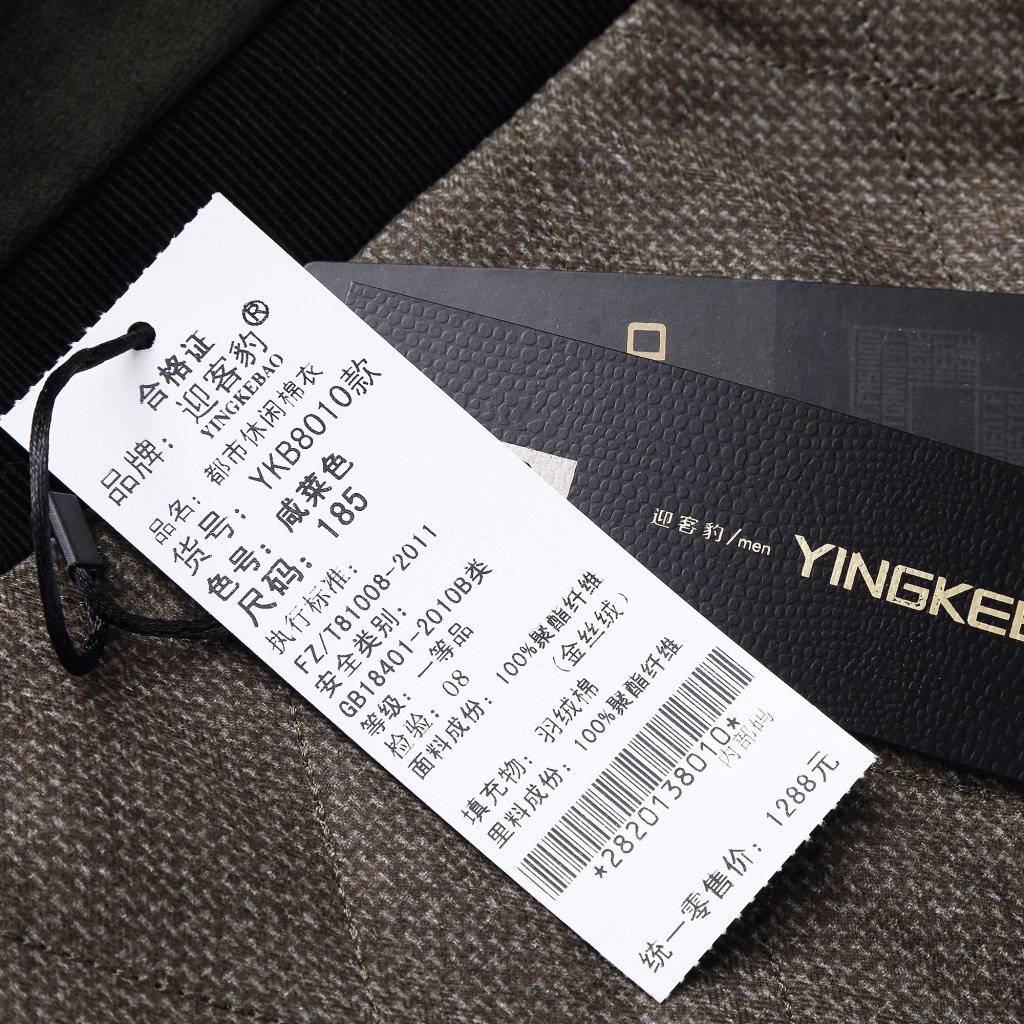 合格证
品牌: 迎客豹®
YINGKEBAO
品名: 都市休闲棉衣
货号: YKB8010款
色号: 咸菜色
尺码: 185
执行标准:
FZ/T81008-2011
安全类别:
GB18401-2010B类
等级: 一等品
检验: 08
面料成份: 100%聚酯纤维
(金丝绒)
填充物: 羽绒棉
里料成份: 100%聚酯纤维
*2820138010*
内部码
统一零售价: 1288元
迎客豹/men
YINGKEE